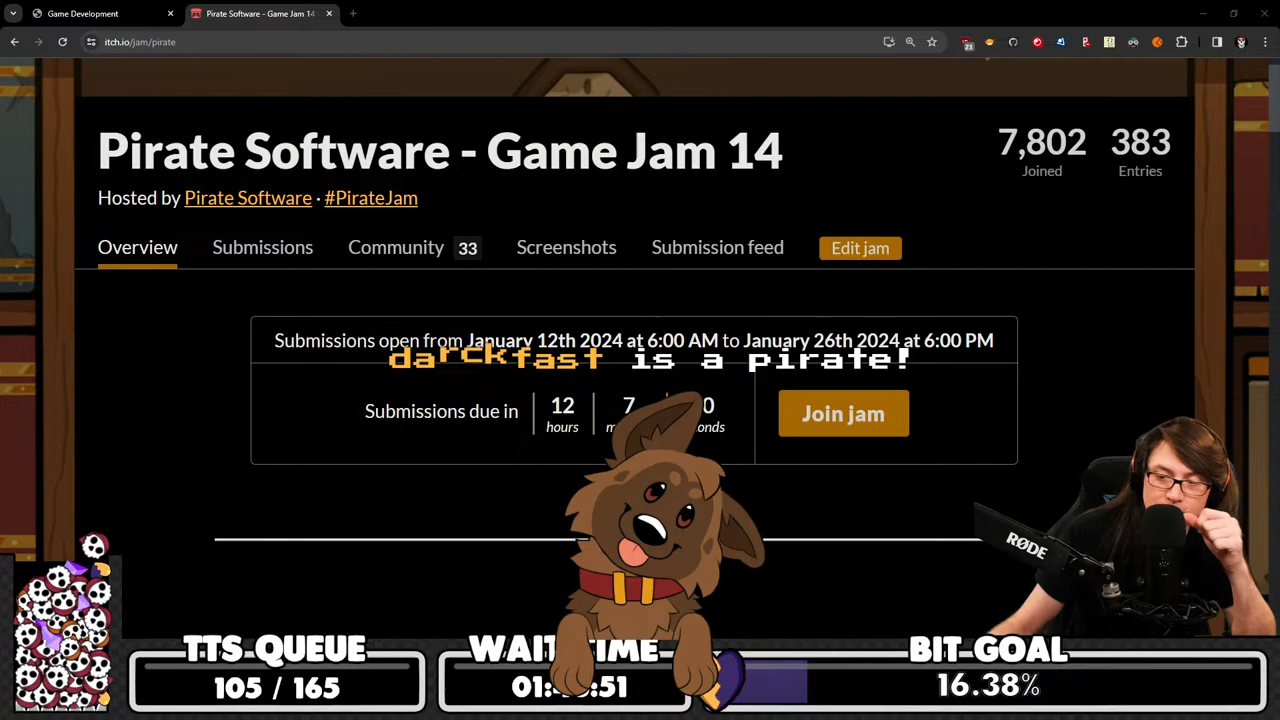 Game Development
Pirate Software - Game Jam 14
itch.io/jam/pirate
23
Pirate Software - Game Jam 14
7,802
Joined
383
Entries
Hosted by Pirate Software · #PirateJam
Overview
Submissions
Community 33
Screenshots
Submission feed
Edit jam
Submissions open from January 12th 2024 at 6:00 AM to January 26th 2024 at 6:00 PM
darckfast is a pirate!
Submissions due in
12
hours
7
Join jam
RØDE
TTS QUEUE
105 / 165
WAIT TIME
BIT GOAL
16.38%